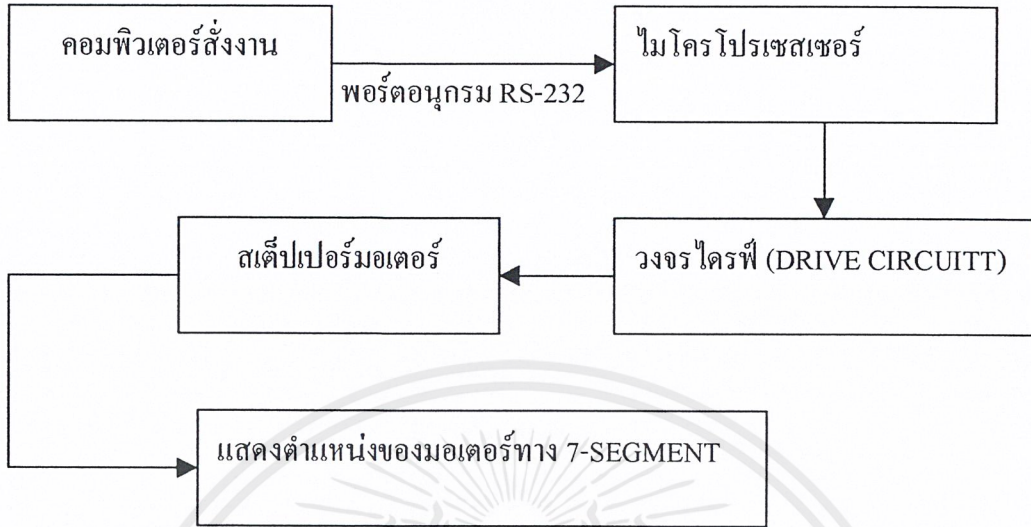 คอมพิวเตอร์สั่งงาน
พอร์ตอนุกรม RS-232
ไมโครโปรเซสเซอร์
วงจรไดรฟ์ (DRIVE CIRCUITT)
สเต็ปเปอร์มอเตอร์
แสดงตำแหน่งของมอเตอร์ทาง 7-SEGMENT